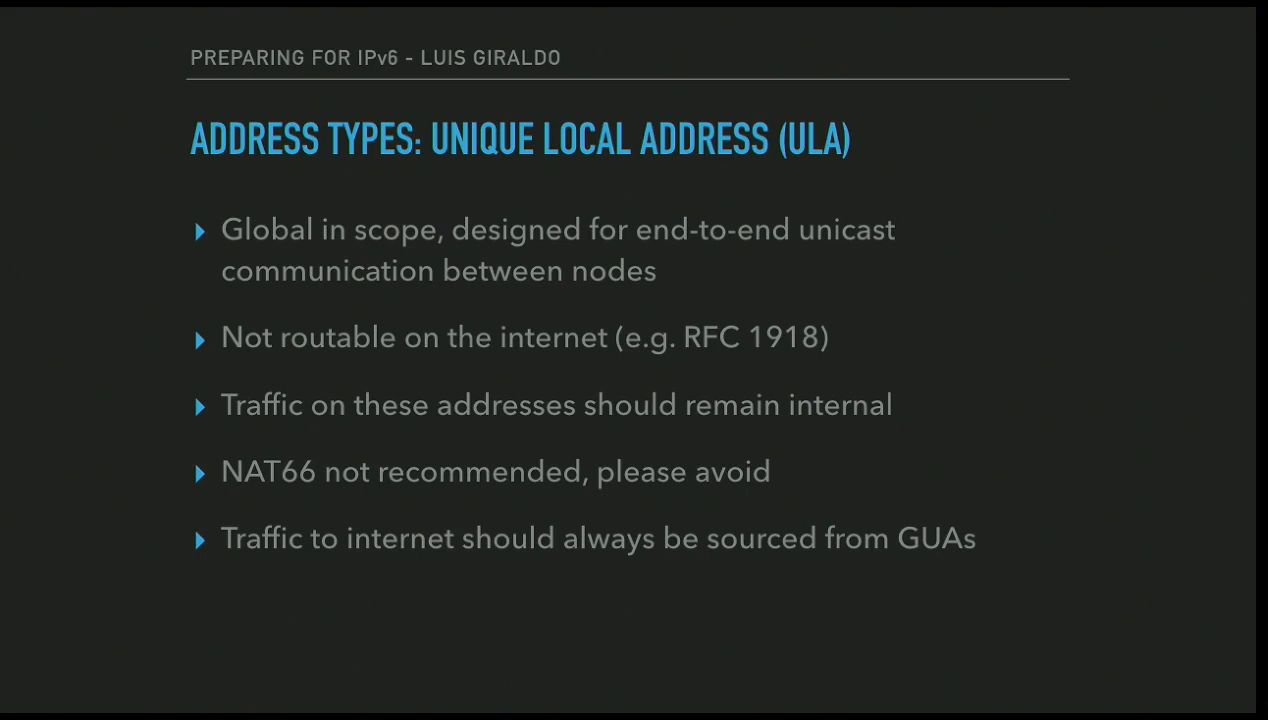 PREPARING FOR IPv6 - LUIS GIRALDO
ADDRESS TYPES: UNIQUE LOCAL ADDRESS (ULA)
Global in scope, designed for end-to-end unicast
communication between nodes
Not routable on the internet (e.g. RFC 1918)
Traffic on these addresses should remain internal
NAT66 not recommended, please avoid
Traffic to internet should always be sourced from GUAs